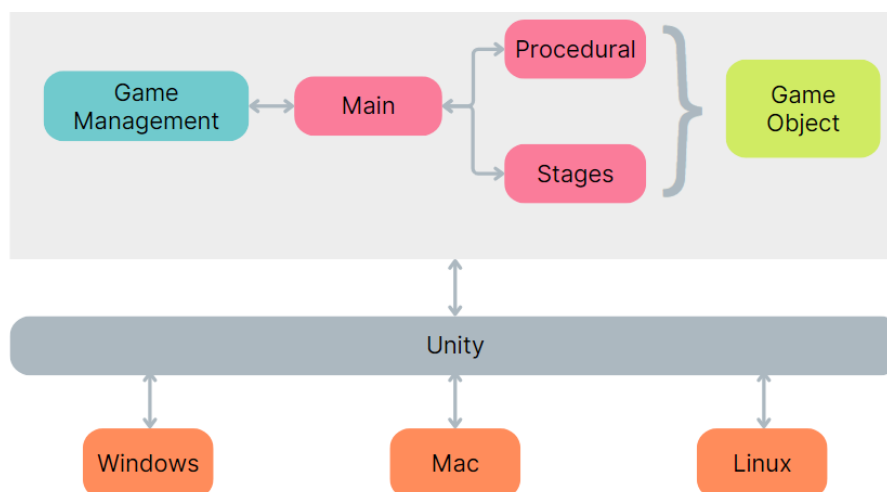 Game
Management
Main
Procedural
Stages
Game
Object
Unity
Windows
Mac
Linux